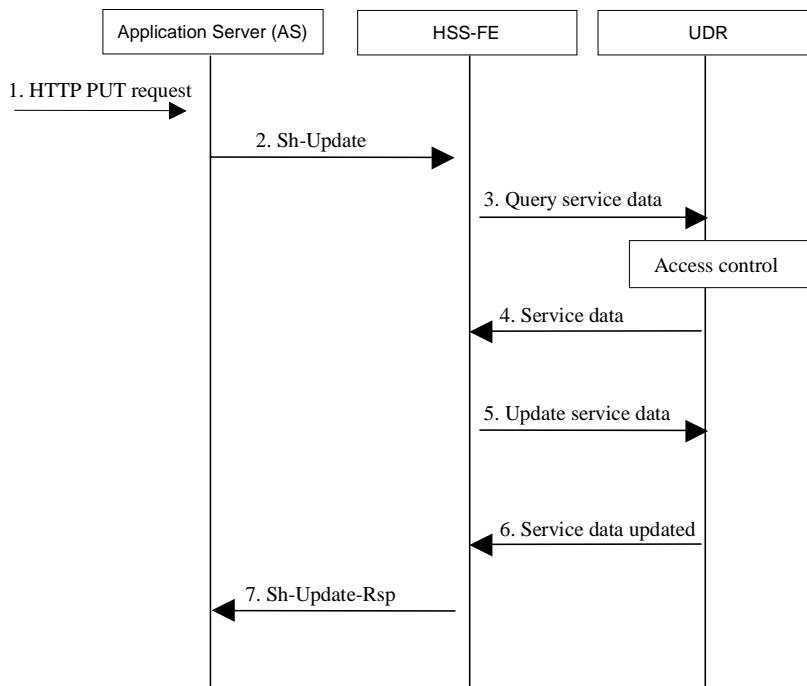 Application Server (AS)
HSS-FE
UDR
1. HTTP PUT request
2. Sh-Update
3. Query service data
Access control
4. Service data
5. Update service data
6. Service data updated
7. Sh-Update-Rsp